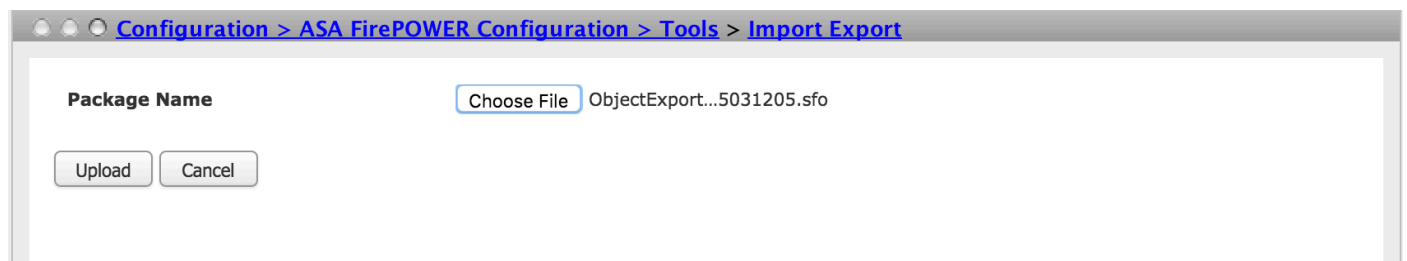 Configuration > ASA FirePOWER Configuration > Tools > Import Export
Package Name Choose File ObjectExport...5031205.sfo
Upload Cancel